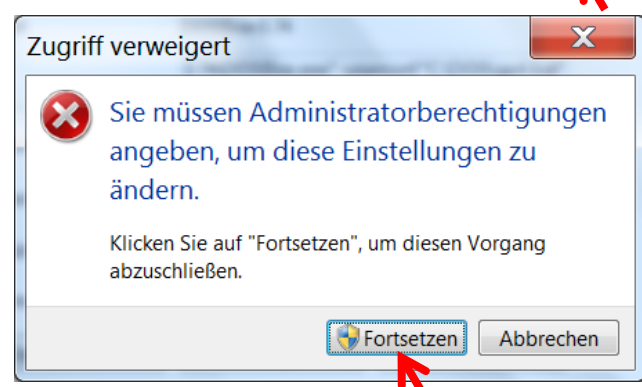 Zugriff verweigert
Sie müssen Administratorberechtigungen
angeben, um diese Einstellungen zu
ändern.
Klicken Sie auf "Fortsetzen", um diesen Vorgang
abzuschließen.
Fortsetzen Abbrechen